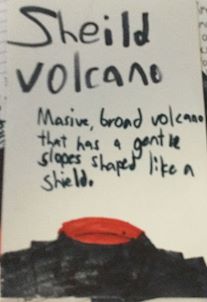 Sheild
volcano
Masive, broad volcano
that has a gentle
slopes shaped like a
shield.